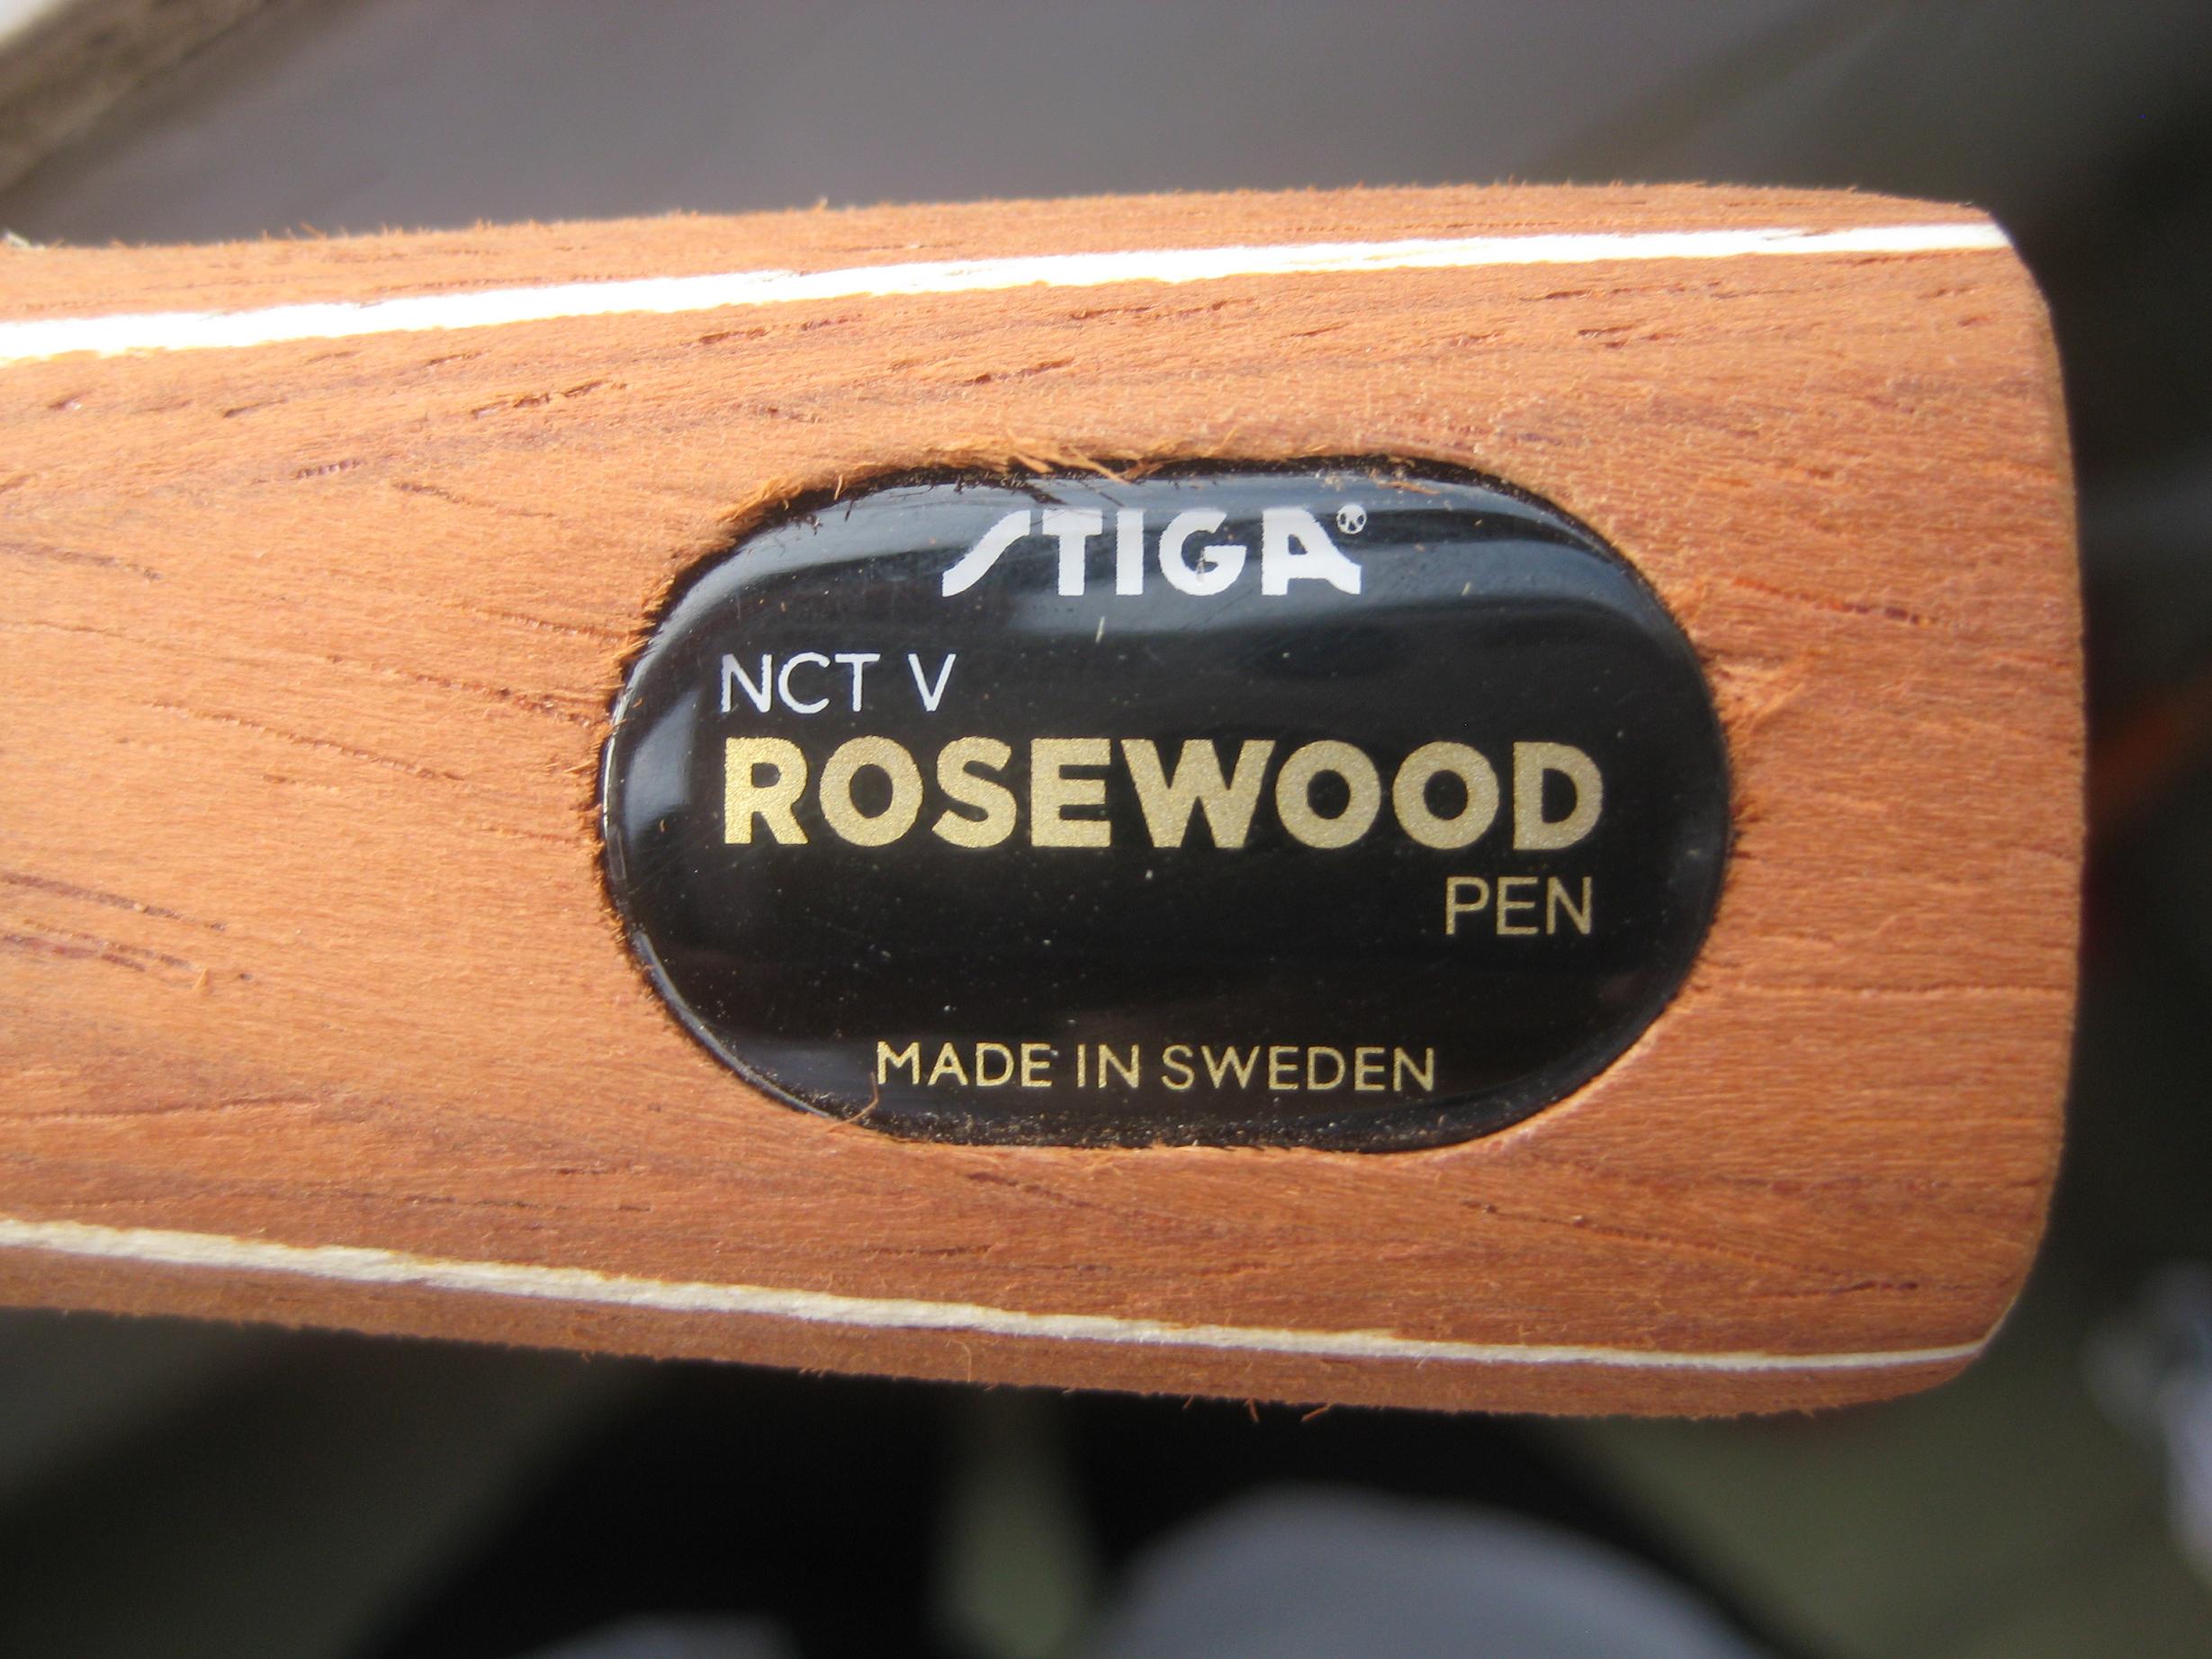 STIGA®
NCT V
ROSEWOOD
PEN
MADE IN SWEDEN